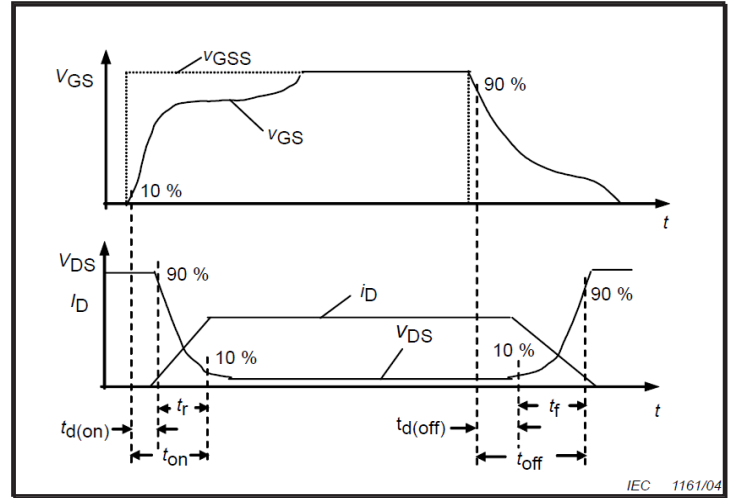 vGSS
VGS
90 %
vGS
10 %
t
VDS
90 %
iD
ID
90 %
VDS
10 %
10 %
tr
tf
t
td(on)
td(off)
ton
toff
IEC 1161/04